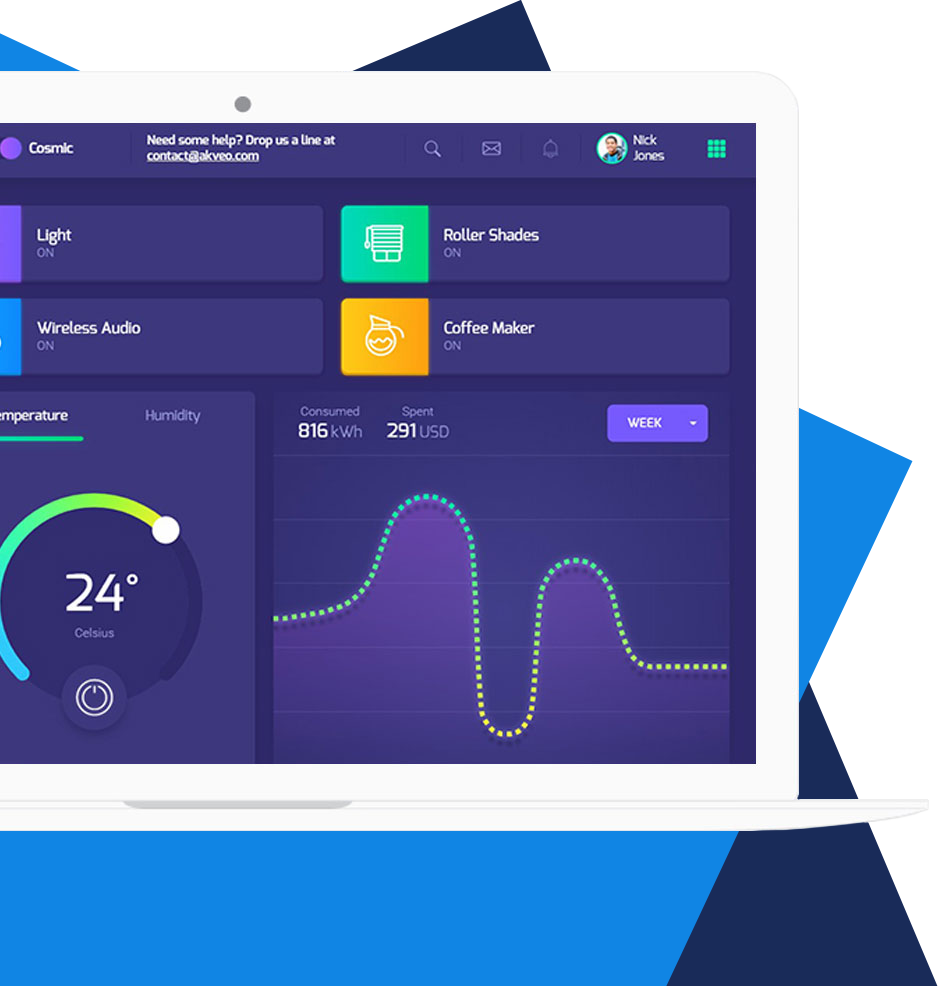 Cosmic
Need some help? Drop us a line at
contact@akveo.com
Nick
Jones
Light
ON
Roller Shades
ON
Wireless Audio
ON
Coffee Maker
ON
emperature
Humidity
Consumed
816 kWh
Spent
291 USD
WEEK
24°
Celsius